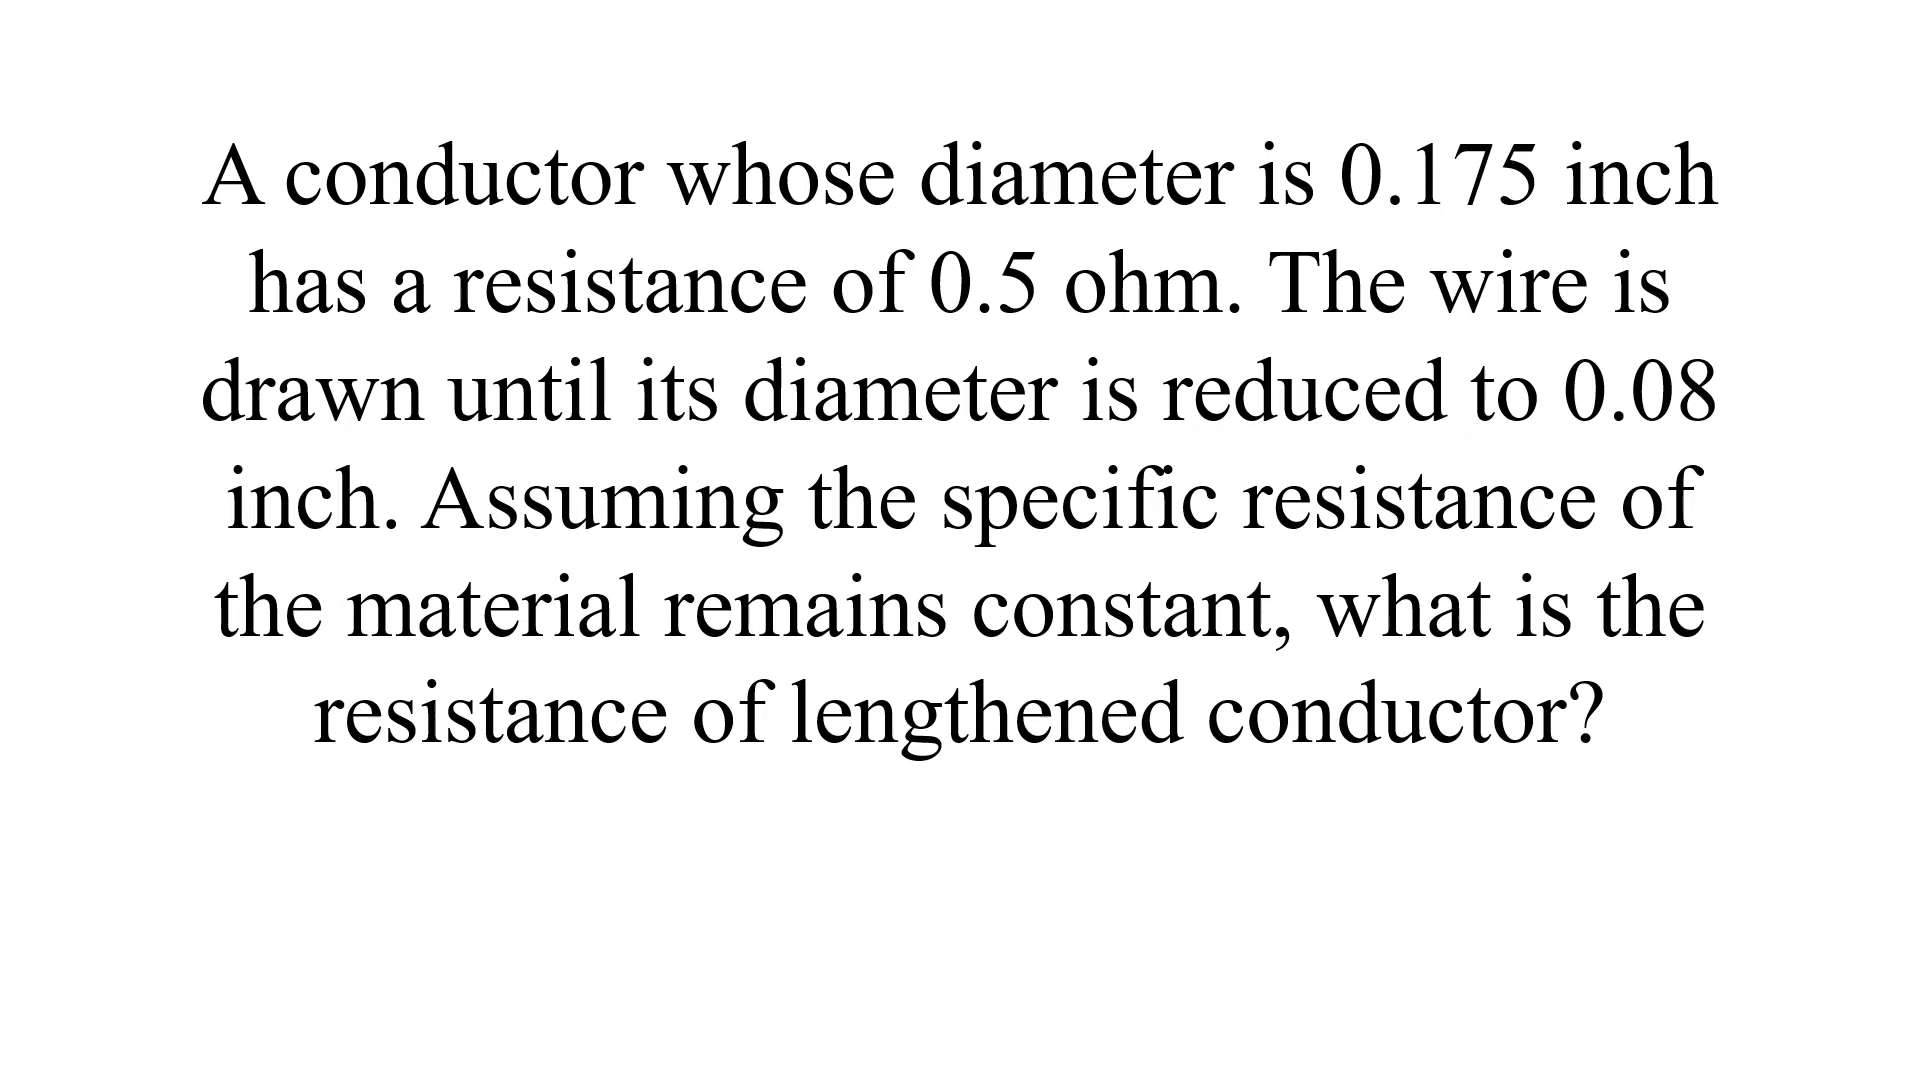 A conductor whose diameter is 0.175 inch
has a resistance of 0.5 ohm. The wire is
drawn until its diameter is reduced to 0.08
inch. Assuming the specific resistance of
the material remains constant, what is the
resistance of lengthened conductor?